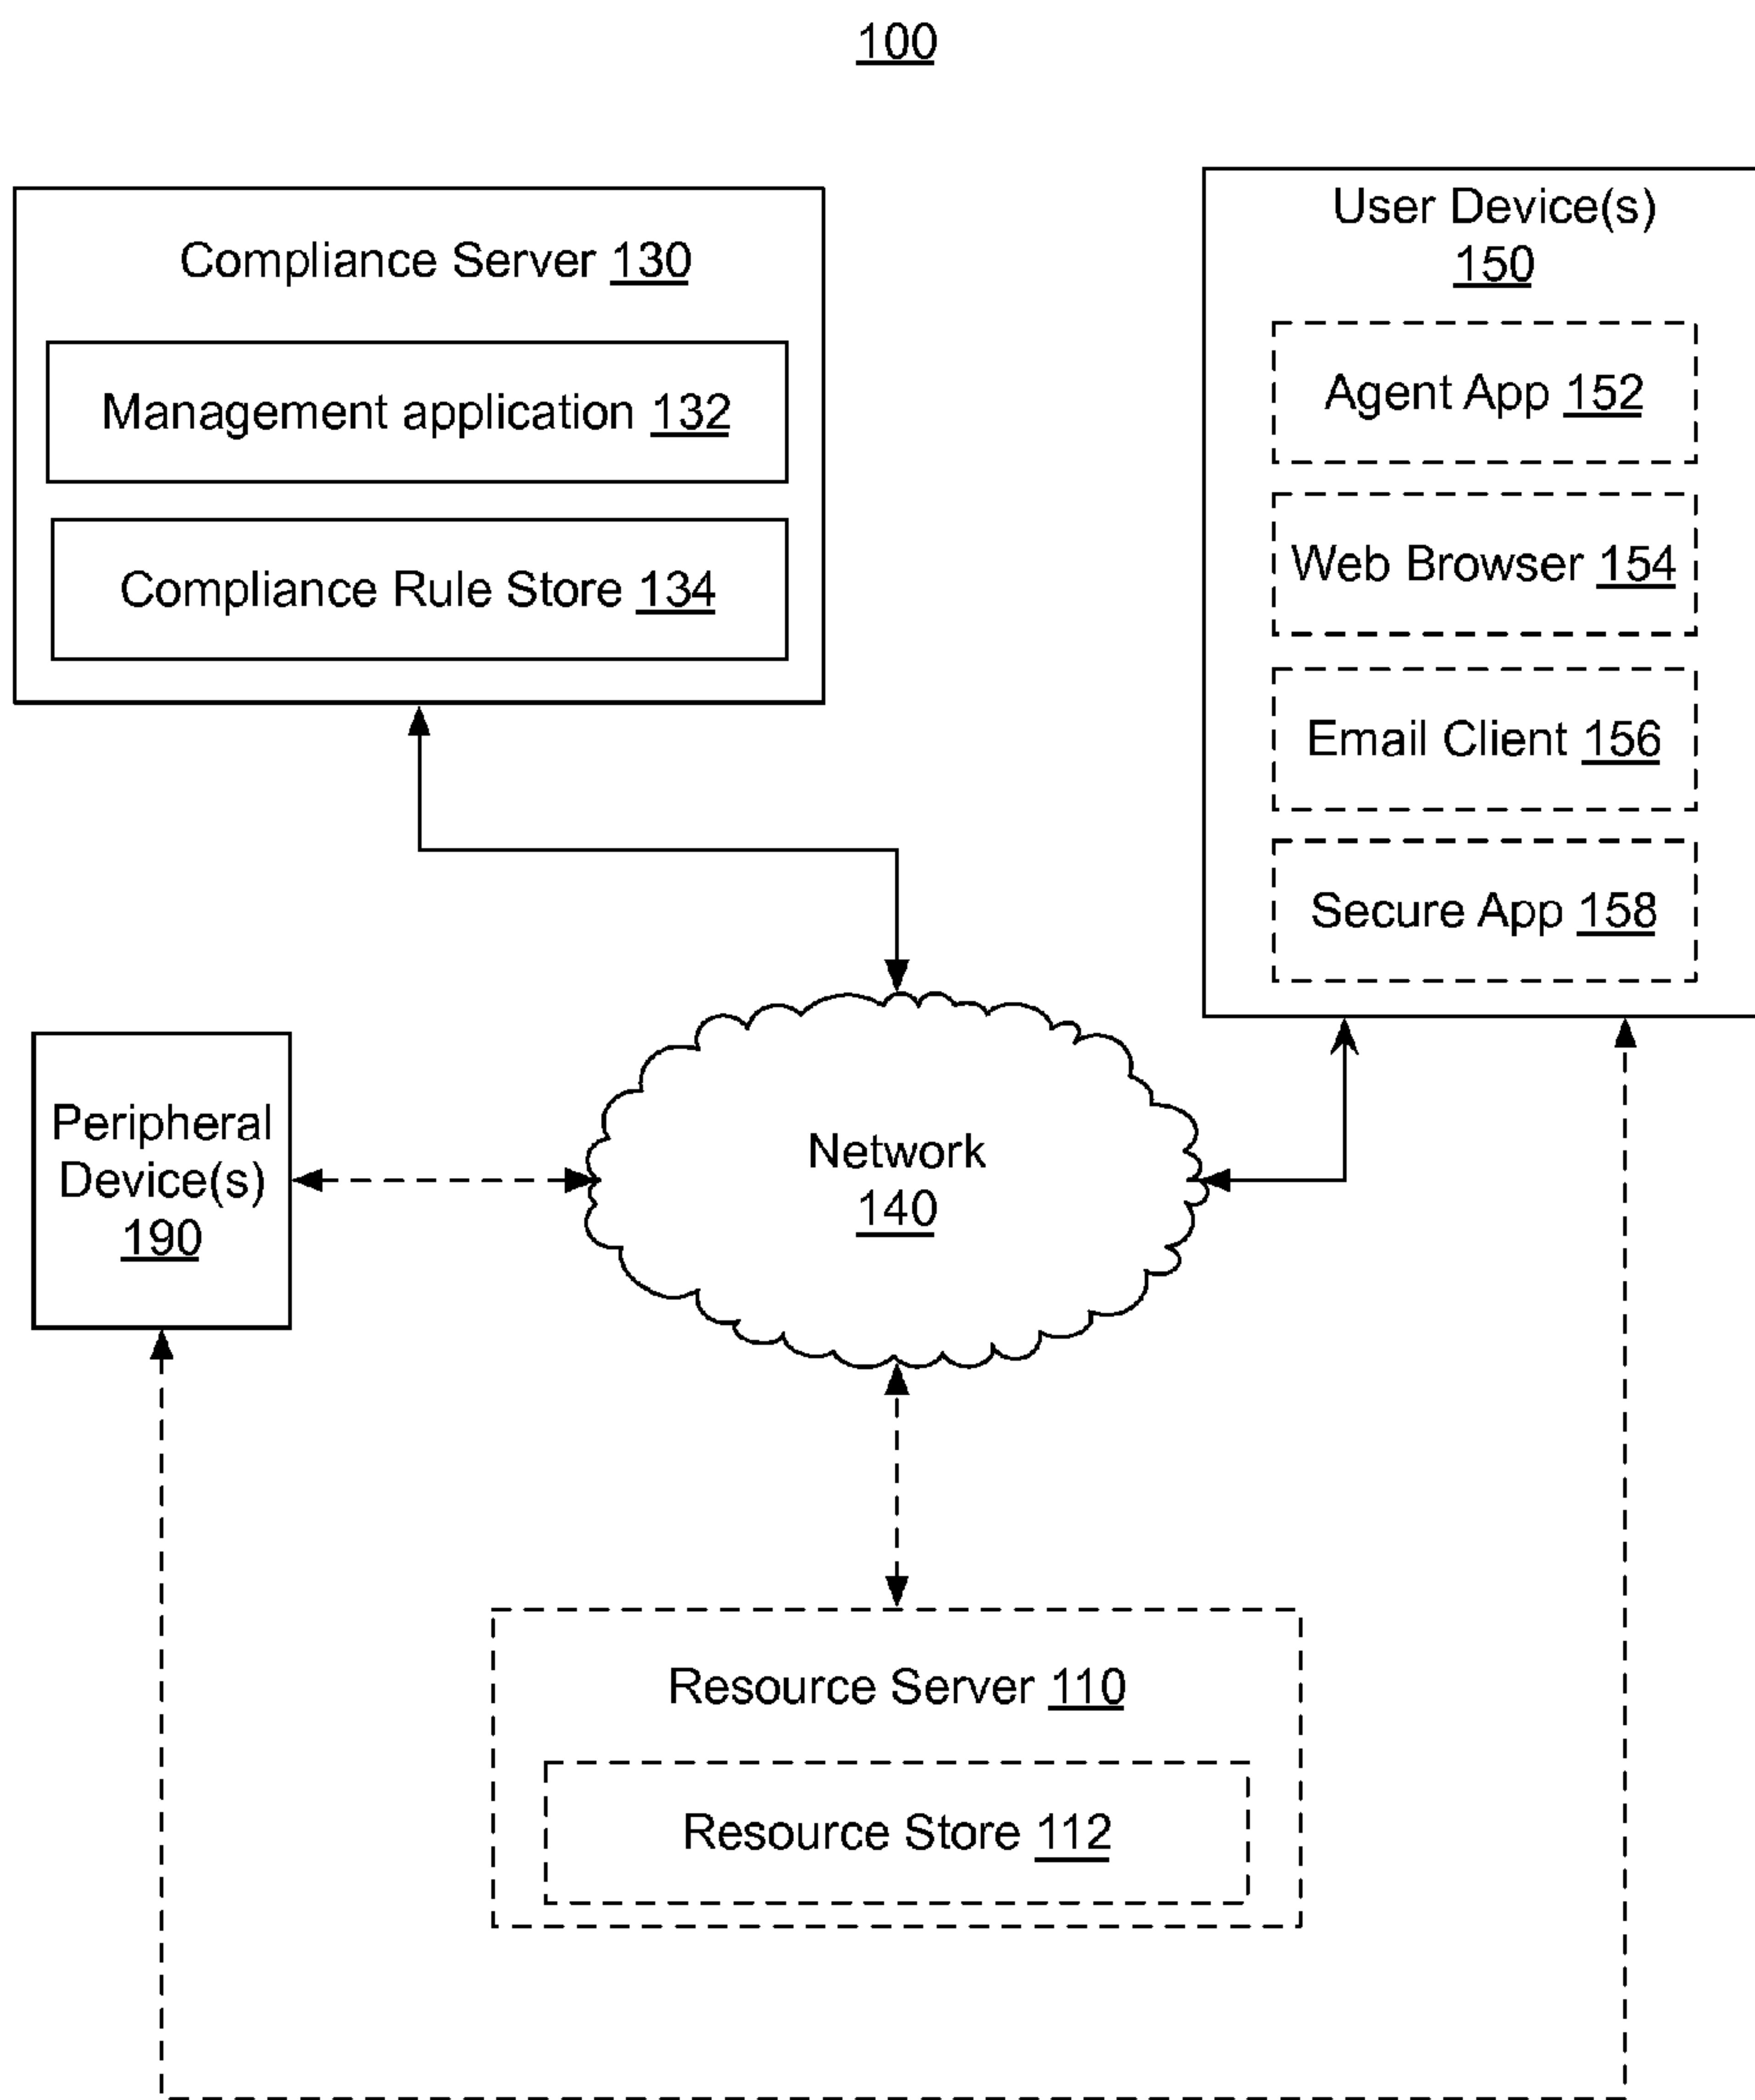 100
Compliance Server 130
Management application 132
Compliance Rule Store 134
User Device(s)
150
Agent App 152
Web Browser 154
Email Client 156
Secure App 158
Peripheral
Device(s)
190
Network
140
Resource Server 110
Resource Store 112